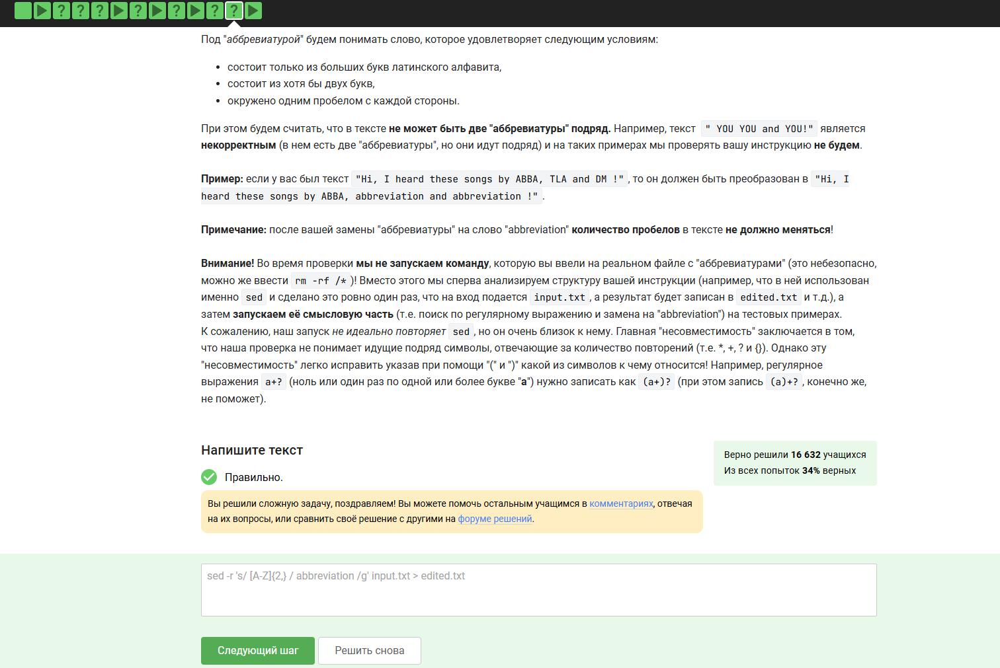 ? ? ? ? ? ? ?
Под "аббревиатурой" будем понимать слово, которое удовлетворяет следующим условиям:
• состоит только из больших букв латинского алфавита,
• состоит из хотя бы двух букв,
• окружено одним пробелом с каждой стороны.
При этом будем считать, что в тексте не может быть две "аббревиатуры" подряд. Например, текст " YOU YOU and YOU!" является
некорректным (в нем есть две "аббревиатуры", но они идут подряд) и на таких примерах мы проверять вашу инструкцию не будем.
Пример: если у вас был текст "Hi, I heard these songs by ABBA, TLA and DM !", то он должен быть преобразован в "Hi, I
heard these songs by ABBA, abbreviation and abbreviation !".
Примечание: после вашей замены "аббревиатуры" на слово "abbreviation" количество пробелов в тексте не должно меняться!
Внимание! Во время проверки мы не запускаем команду, которую вы ввели на реальном файле с "аббревиатурами" (это небезопасно,
можно же ввести rm -rf /*)! Вместо этого мы сперва анализируем структуру вашей инструкции (например, что в ней использован
именно sed и сделано это ровно один раз, что на вход подается input.txt, а результат будет записан в edited.txt и т.д.), а
затем запускаем её смысловую часть (т.е. поиск по регулярному выражению и замена на "abbreviation") на тестовых примерах.
К сожалению, наш запуск не идеально повторяет sed, но он очень близок к нему. Главная "несовместимость" заключается в том,
что наша проверка не понимает идущие подряд символы, отвечающие за количество повторений (т.е. *, +, ? и {}). Однако эту
"несовместимость" легко исправить указав при помощи "(" и ")" какой из символов к чему относится! Например, регулярное
выражения a+? (ноль или один раз по одной или более букве "a") нужно записать как (a+)? (при этом запись (a)+?, конечно же,
не поможет).
Напишите текст
Верно решили 16 632 учащихся
Из всех попыток 34% верных
Правильно.
Вы решили сложную задачу, поздравляем! Вы можете помочь остальным учащимся в комментариях, отвечая
на их вопросы, или сравнить своё решение с другими на форуме решений.
sed -r 's/ [A-Z]{2,} / abbreviation /g' input.txt > edited.txt
Следующий шаг Решить снова